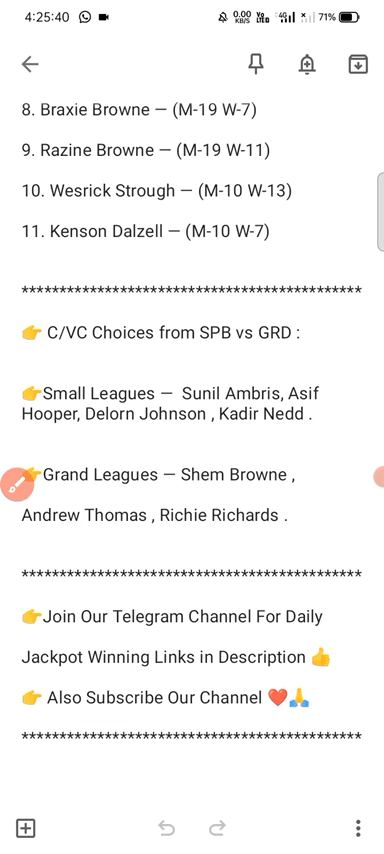 4:25:40
0.00 KB/S Vo LTED 4G 71%
8. Braxie Browne – (M-19 W-7)
9. Razine Browne – (M-19 W-11)
10. Wesrick Strough – (M-10 W-13)
11. Kenson Dalzell – (M-10 W-7)
*********************************************
👉 C/VC Choices from SPB vs GRD :
👉Small Leagues – Sunil Ambris, Asif
Hooper, Delorn Johnson , Kadir Nedd .
👉Grand Leagues – Shem Browne ,
Andrew Thomas , Richie Richards .
*********************************************
👉Join Our Telegram Channel For Daily
Jackpot Winning Links in Description 👍
👉 Also Subscribe Our Channel ❤️🙏
*********************************************